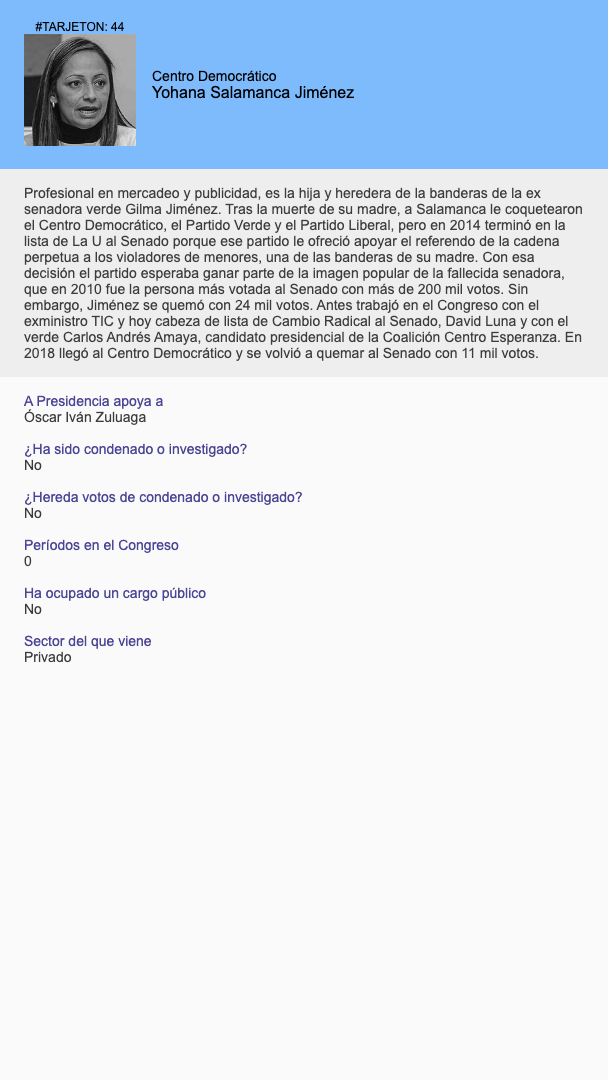 #TARJETON: 44
Centro Democrático
Yohana Salamanca Jiménez
Profesional en mercadeo y publicidad, es la hija y heredera de la banderas de la ex
senadora verde Gilma Jiménez. Tras la muerte de su madre, a Salamanca le coquetearon
el Centro Democrático, el Partido Verde y el Partido Liberal, pero en 2014 terminó en la
lista de La U al Senado porque ese partido le ofreció apoyar el referendo de la cadena
perpetua a los violadores de menores, una de las banderas de su madre. Con esa
decisión el partido esperaba ganar parte de la imagen popular de la fallecida senadora,
que en 2010 fue la persona más votada al Senado con más de 200 mil votos. Sin
embargo, Jiménez se quemó con 24 mil votos. Antes trabajó en el Congreso con el
exministro TIC y hoy cabeza de lista de Cambio Radical al Senado, David Luna y con el
verde Carlos Andrés Amaya, candidato presidencial de la Coalición Centro Esperanza. En
2018 llegó al Centro Democrático y se volvió a quemar al Senado con 11 mil votos.
A Presidencia apoya a
Óscar Iván Zuluaga
¿Ha sido condenado o investigado?
No
¿Hereda votos de condenado o investigado?
No
Períodos en el Congreso
0
Ha ocupado un cargo público
No
Sector del que viene
Privado